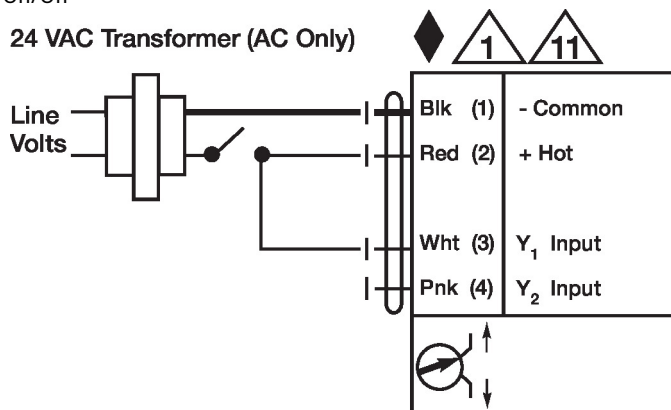 24 VAC Transformer (AC Only)
1
11
Line
Volts
Blk (1) - Common
Red (2) + Hot
Wht (3) Y1 Input
Pnk (4) Y2 Input